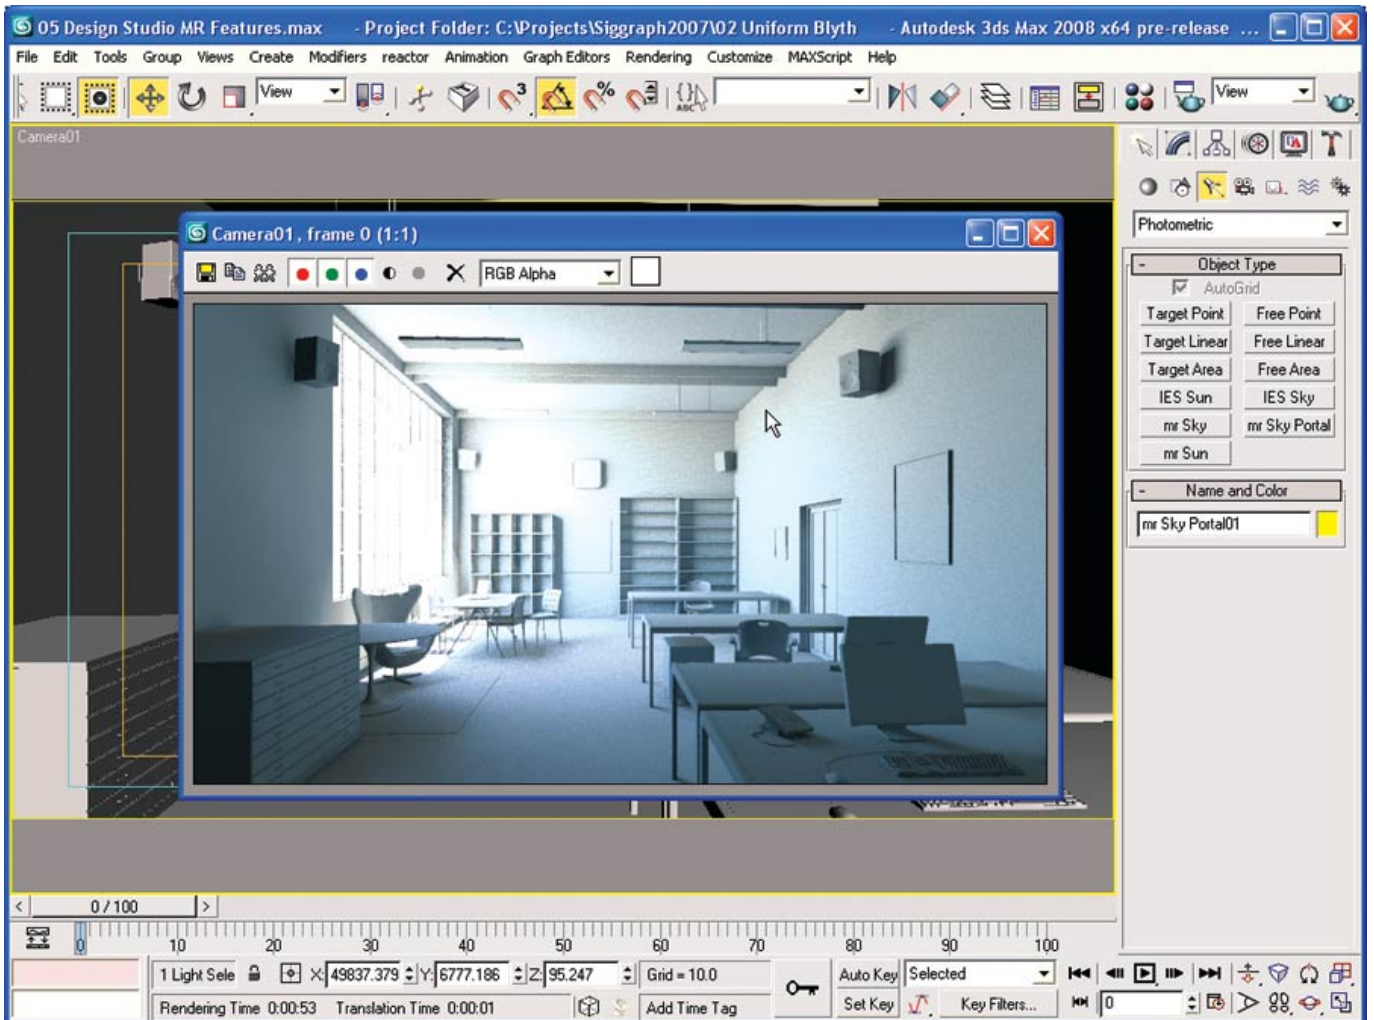 05 Design Studio MR Features.max - Project Folder: C:\Projects\Siggraph2007\02 Uniform Blyth - Autodesk 3ds Max 2008 x64 pre-release ...
File Edit Tools Group Views Create Modifiers reactor Animation Graph Editors Rendering Customize MAXScript Help
View 3 % ABC View
Camera01
Camera01, frame 0 (1:1)
RGB Alpha
Photometric
- Object Type
AutoGrid
Target Point Free Point
Target Linear Free Linear
Target Area Free Area
IES Sun IES Sky
mr Sky mr Sky Portal
mr Sun
- Name and Color
mr Sky Portal01
< 0 / 100 >
0 10 20 30 40 50 60 70 80 90 100
1 Light Sele X: 49837.379 Y: 6777.186 Z: 95.247 Grid = 10.0 Auto Key Selected
Rendering Time 0:00:53 Translation Time 0:00:01 Add Time Tag Set Key Key Filters... 0